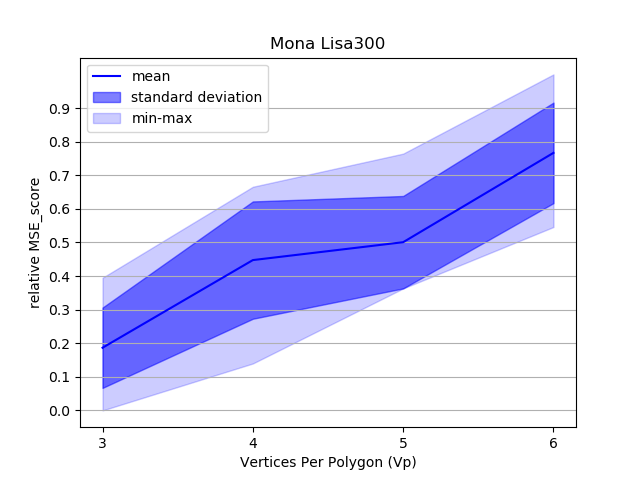 Mona Lisa300
mean
standard deviation
min-max
relative MSE_score
0.9
0.8
0.7
0.6
0.5
0.4
0.3
0.2
0.1
0.0
3 4 5 6
Vertices Per Polygon (Vp)